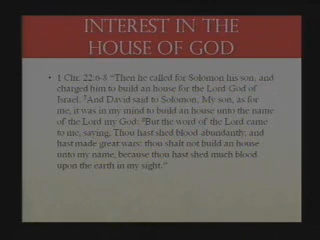 INTEREST IN THE
HOUSE OF GOD
• 1 Chr. 22:6-8 “Then he called for Solomon his son, and
charged him to build an house for the Lord God of
Israel. ⁷And David said to Solomon, My son, as for
me, it was in my mind to build an house unto the name
of the Lord my God: ⁸But the word of the Lord came
to me, saying, Thou hast shed blood abundantly, and
hast made great wars: thou shalt not build an house
unto my name, because thou hast shed much blood
upon the earth in my sight.”